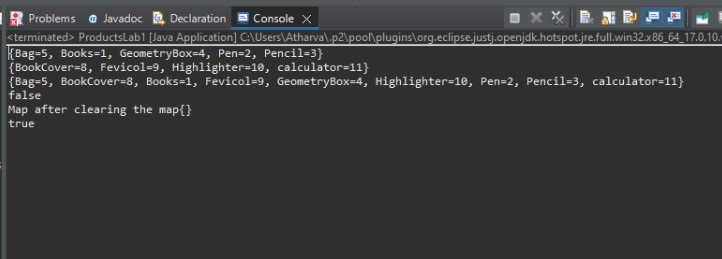 Problems Javadoc Declaration Console
<terminated> ProductsLab1 [Java Application] C:\Users\Atharva\.p2\pool\plugins\org.eclipse.justj.openjdk.hotspot.jre.full.win32.x86_64_17.0.10.
{Bag=5, Books=1, GeometryBox=4, Pen=2, Pencil=3}
{BookCover=8, Fevicol=9, Highlighter=10, calculator=11}
{Bag=5, BookCover=8, Books=1, Fevicol=9, GeometryBox=4, Highlighter=10, Pen=2, Pencil=3, calculator=11}
false
Map after clearing the map{}
true